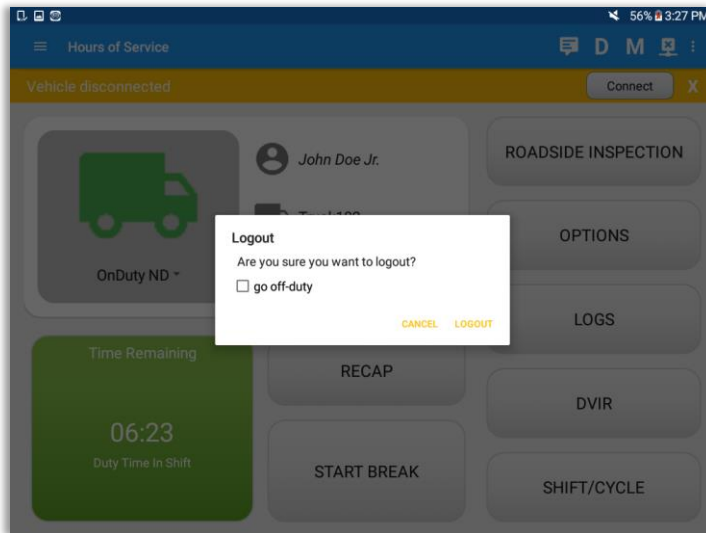 56% 3:27 PM
Hours of Service
D M
Vehicle disconnected
Connect X
John Doe Jr.
ROADSIDE INSPECTION
OnDuty ND
OPTIONS
Logout
Are you sure you want to logout?
go off-duty
CANCEL LOGOUT
LOGS
Time Remaining
06:23
Duty Time In Shift
RECAP
DVIR
START BREAK
SHIFT/CYCLE